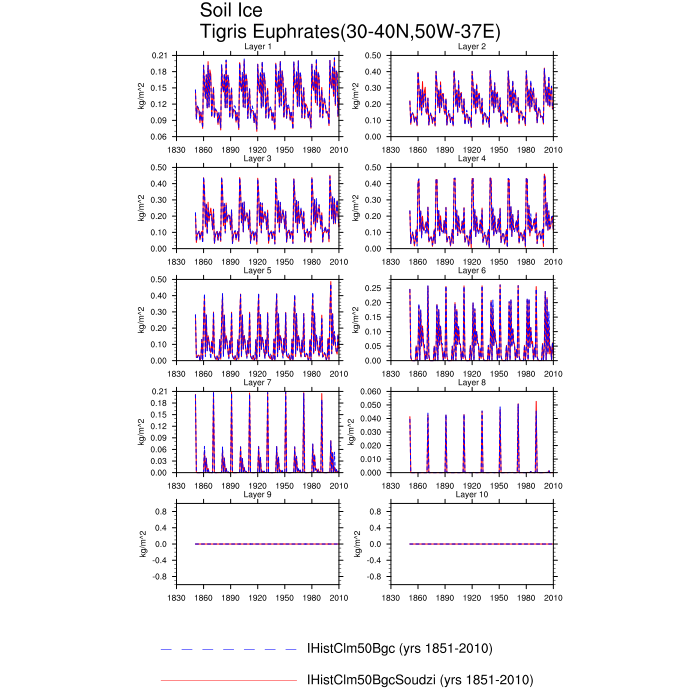 Soil Ice
Tigris Euphrates(30-40N,50W-37E)
Layer 1
Layer 2
kg/m^2
0.21
0.18
0.15
0.12
0.09
0.06
1830 1860 1890 1920 1950 1980 2010
kg/m^2
0.50
0.40
0.30
0.20
0.10
0.00
1830 1860 1890 1920 1950 1980 2010
Layer 3
Layer 4
kg/m^2
0.50
0.40
0.30
0.20
0.10
0.00
1830 1860 1890 1920 1950 1980 2010
kg/m^2
0.50
0.40
0.30
0.20
0.10
0.00
1830 1860 1890 1920 1950 1980 2010
Layer 5
Layer 6
kg/m^2
0.50
0.40
0.30
0.20
0.10
0.00
1830 1860 1890 1920 1950 1980 2010
kg/m^2
0.25
0.20
0.15
0.10
0.05
0.00
1830 1860 1890 1920 1950 1980 2010
Layer 7
Layer 8
kg/m^2
0.21
0.18
0.15
0.12
0.09
0.06
0.03
0.00
1830 1860 1890 1920 1950 1980 2010
kg/m^2
0.060
0.050
0.040
0.030
0.020
0.010
0.000
1830 1860 1890 1920 1950 1980 2010
Layer 9
Layer 10
kg/m^2
0.8
0.4
0.0
-0.4
-0.8
1830 1860 1890 1920 1950 1980 2010
kg/m^2
0.8
0.4
0.0
-0.4
-0.8
1830 1860 1890 1920 1950 1980 2010
IHistClm50Bgc (yrs 1851-2010)
IHistClm50BgcSoudzi (yrs 1851-2010)